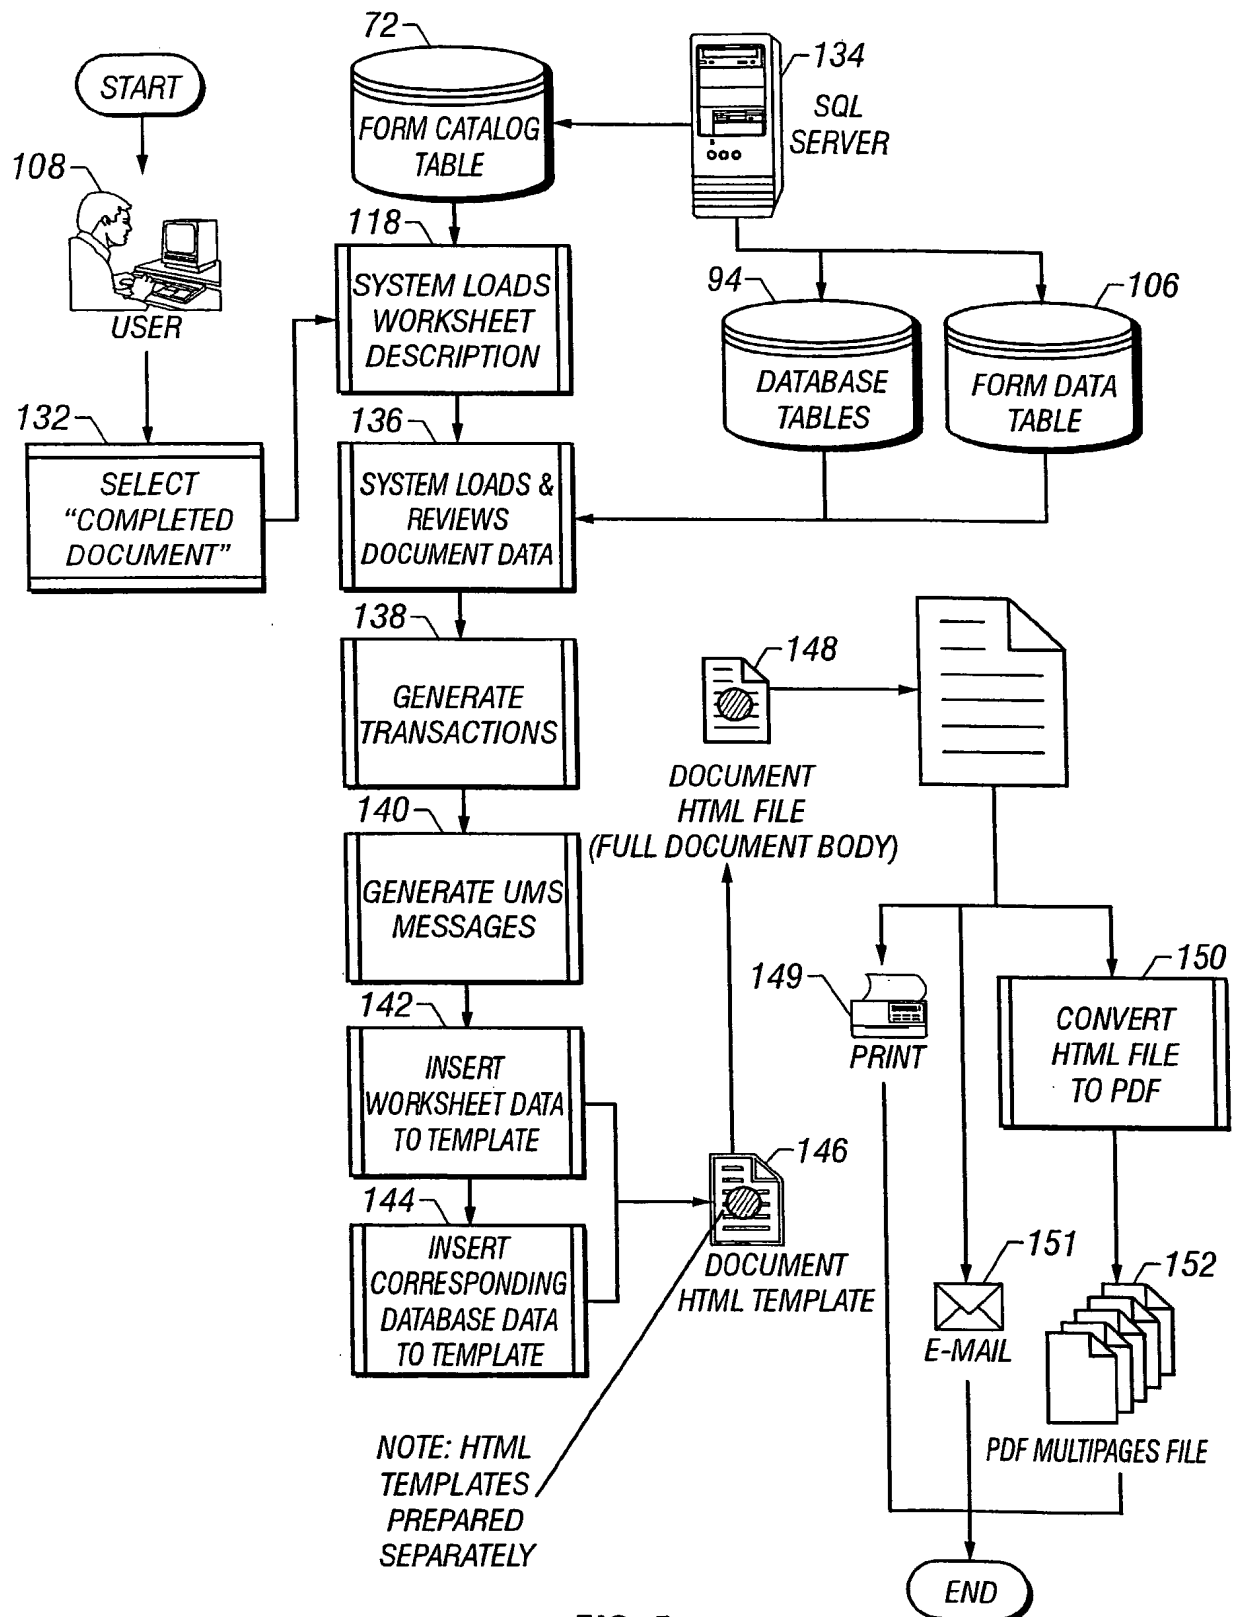 START
108
USER
132
SELECT
"COMPLETED
DOCUMENT"
72
FORM CATALOG
TABLE
134
SQL
SERVER
118
SYSTEM LOADS
WORKSHEET
DESCRIPTION
94
DATABASE
TABLES
106
FORM DATA
TABLE
136
SYSTEM LOADS &
REVIEWS
DOCUMENT DATA
138
GENERATE
TRANSACTIONS
140
GENERATE UMS
MESSAGES
142
INSERT
WORKSHEET DATA
TO TEMPLATE
144
INSERT
CORRESPONDING
DATABASE DATA
TO TEMPLATE
146
DOCUMENT
HTML TEMPLATE
NOTE: HTML
TEMPLATES
PREPARED
SEPARATELY
148
DOCUMENT
HTML FILE
(FULL DOCUMENT BODY)
149
PRINT
150
CONVERT
HTML FILE
TO PDF
151
E-MAIL
152
PDF MULTIPAGES FILE
END